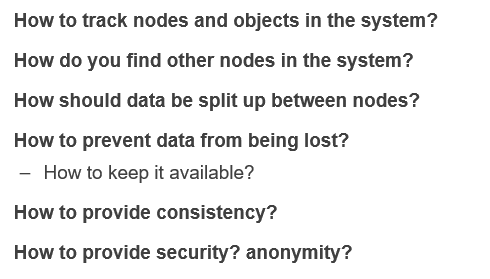 How to track nodes and objects in the system?
How do you find other nodes in the system?
How should data be split up between nodes?
How to prevent data from being lost?
– How to keep it available?
How to provide consistency?
How to provide security? anonymity?